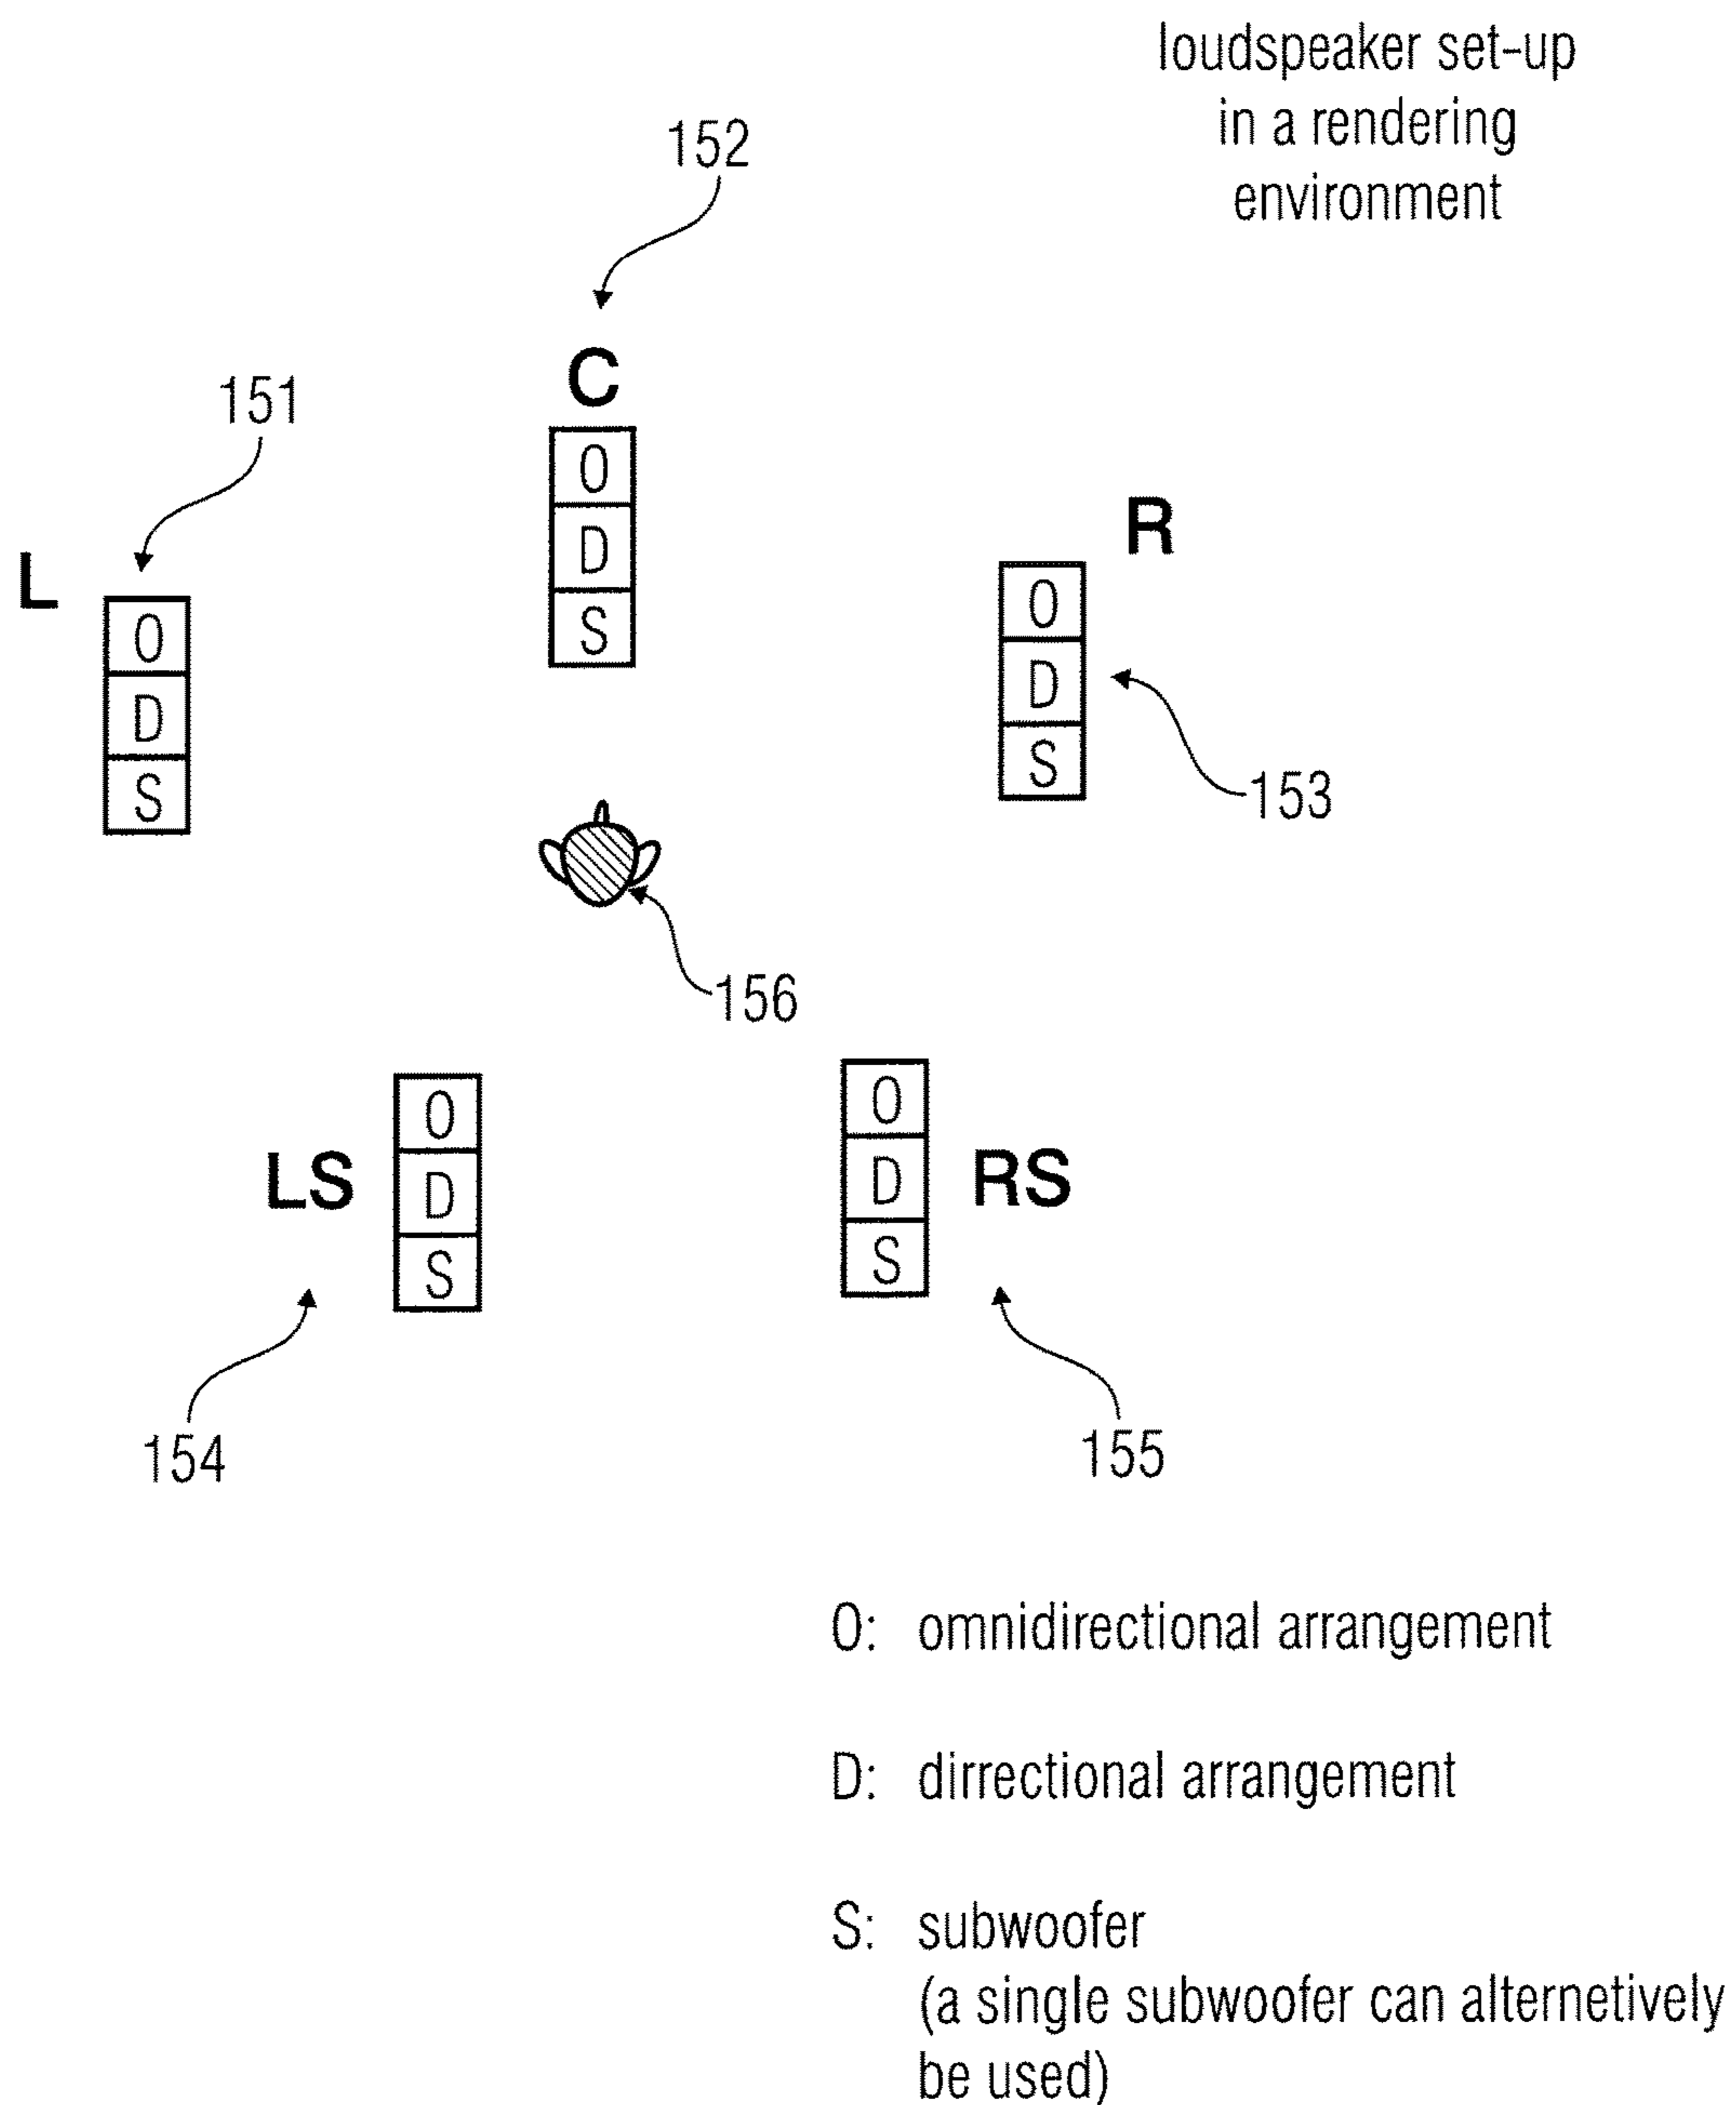 loudspeaker set-up
in a rendering
environment
152
C
151
O
D
S
R
L
O
D
S
O
D
S
153
156
O
D
S
LS
O
D
S
RS
154
155
O: omnidirectional arrangement
D: dirrectional arrangement
S: subwoofer
(a single subwoofer can alternetively
be used)